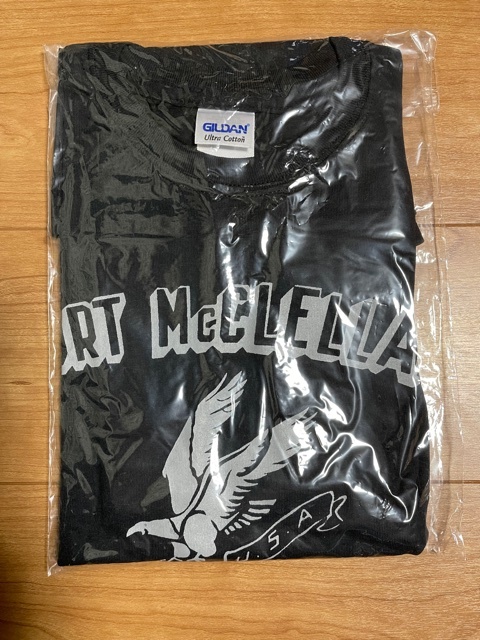 GILDAN
Ultra Cotton
RT McCLELLA
U.S.A